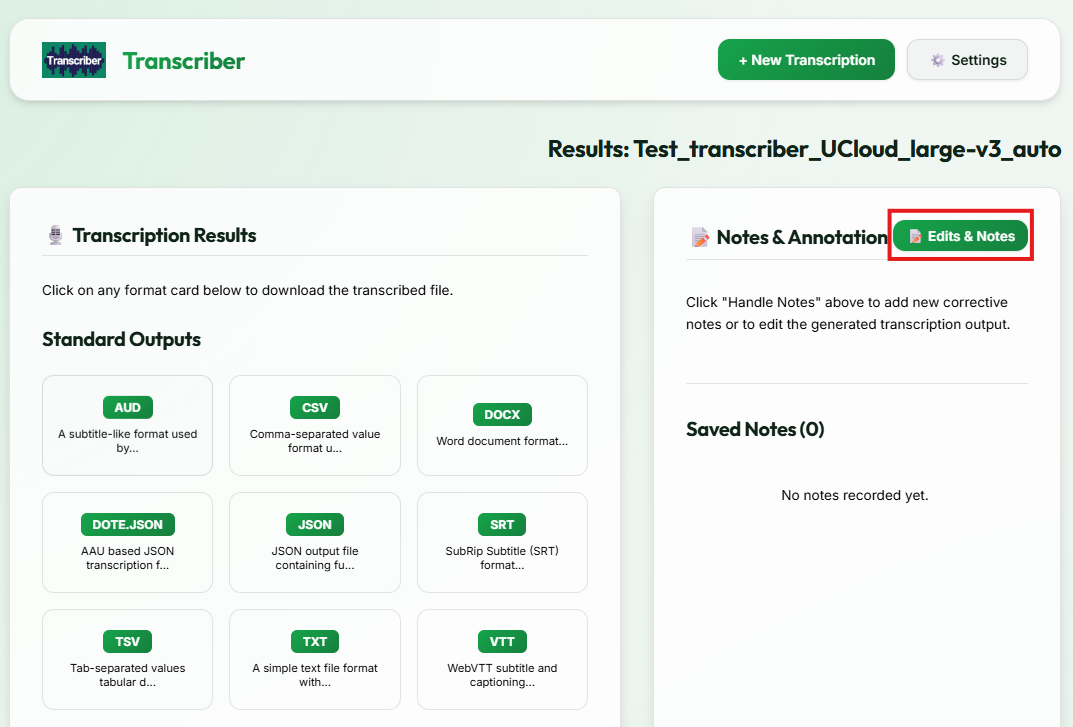 Transcriber
Transcriber
+ New Transcription
Settings
Results: Test_transcriber_UCloud_large-v3_auto
Transcription Results
Click on any format card below to download the transcribed file.
Standard Outputs
AUD
A subtitle-like format used
by...
CSV
Comma-separated value
format u...
DOCX
Word document format...
DOTE.JSON
AAU based JSON
transcription f...
JSON
JSON output file
containing fu...
SRT
SubRip Subtitle (SRT)
format...
TSV
Tab-separated values
tabular d...
TXT
A simple text file format
with...
VTT
WebVTT subtitle and
captioning...
Notes & Annotation
Edits & Notes
Click "Handle Notes" above to add new corrective
notes or to edit the generated transcription output.
Saved Notes (0)
No notes recorded yet.